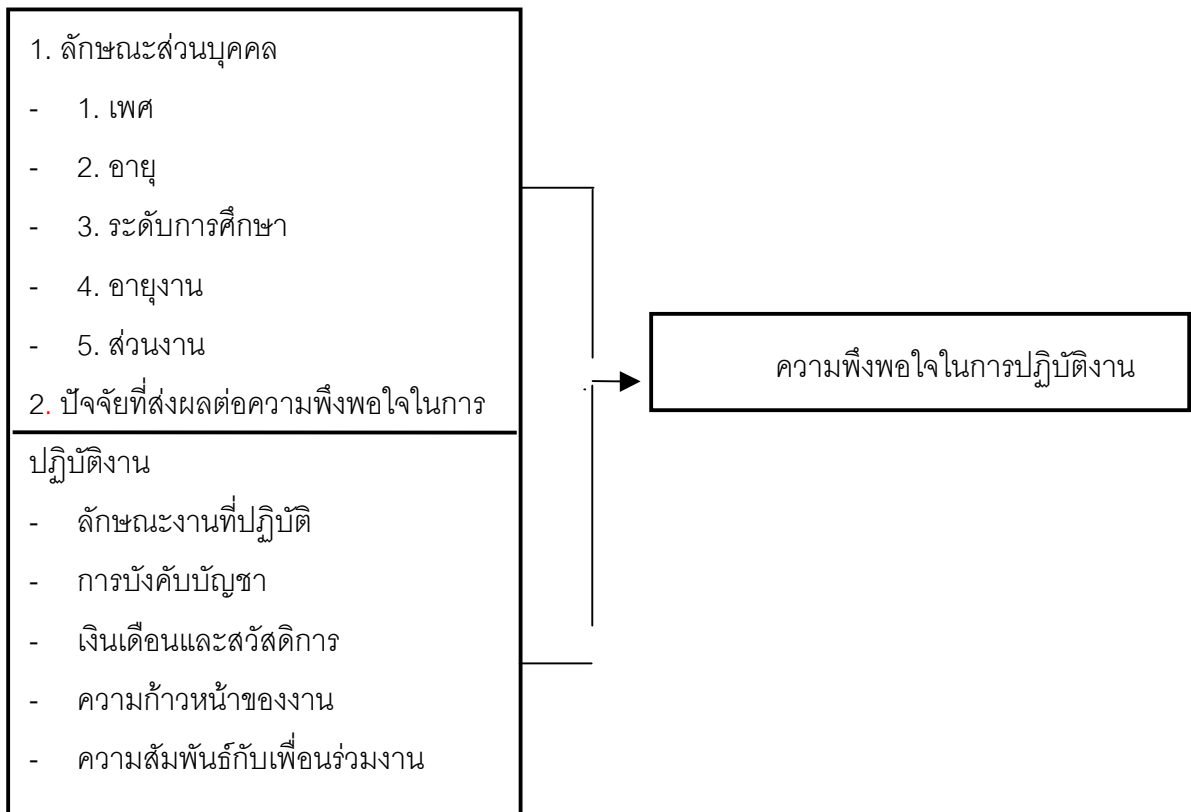 1. ลักษณะส่วนบุคคล
- 1. เพศ
- 2. อายุ
- 3. ระดับการศึกษา
- 4. อายุงาน
- 5. ส่วนงาน
2. ปัจจัยที่ส่งผลต่อความพึงพอใจในการ
ปฏิบัติงาน
- ลักษณะงานที่ปฏิบัติ
- การบังคับบัญชา
- เงินเดือนและสวัสดิการ
- ความก้าวหน้าของงาน
- ความสัมพันธ์กับเพื่อนร่วมงาน
ความพึงพอใจในการปฏิบัติงาน